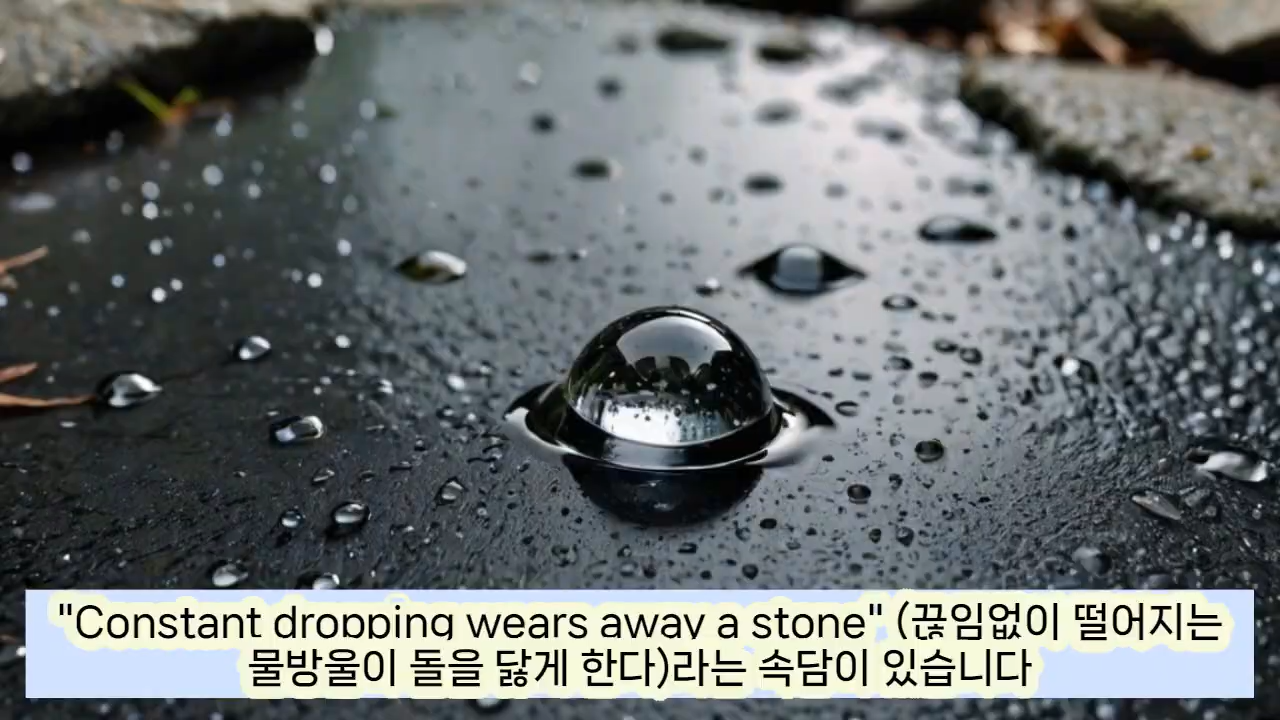 "Constant dropping wears away a stone" (끊임없이 떨어지는
물방울이 돌을 닳게 한다)라는 속담이 있습니다